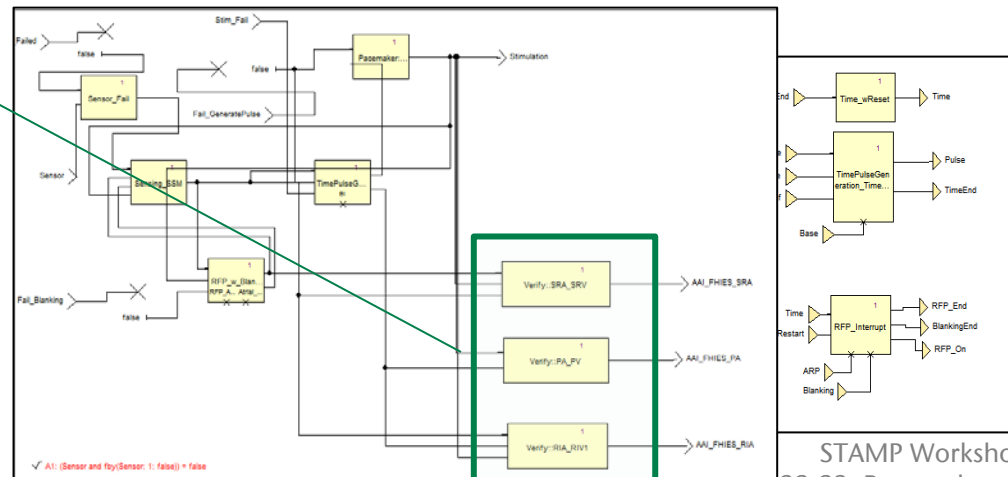 Stim_Fail
Failed
false
1
Pacemaker:...
Stimulation
false
1
Sensor_Fail
Fail_GeneratePulse
Sensor
1
Sensing_SSM
1
TimePulseG...
1
RFP_w_Blan...
RFP_A... Atrial_...
Fail_Blanking
false
1
Verify::SRA_SRV
AAI_FHIES_SRA
1
Verify::PA_PV
AAI_FHIES_PA
1
Verify::RIA_RIV1
AAI_FHIES_RIA
A1: (Sensor and fby(Sensor: 1: false)) = false
End
1
Time_wReset
Time
1
TimePulseGen
eration_Time...
Pulse
TimeEnd
e
e
f
Base
1
RFP_Interrupt
Time
Restart
RFP_End
BlankingEnd
RFP_On
ARP
Blanking
STAMP Worksho